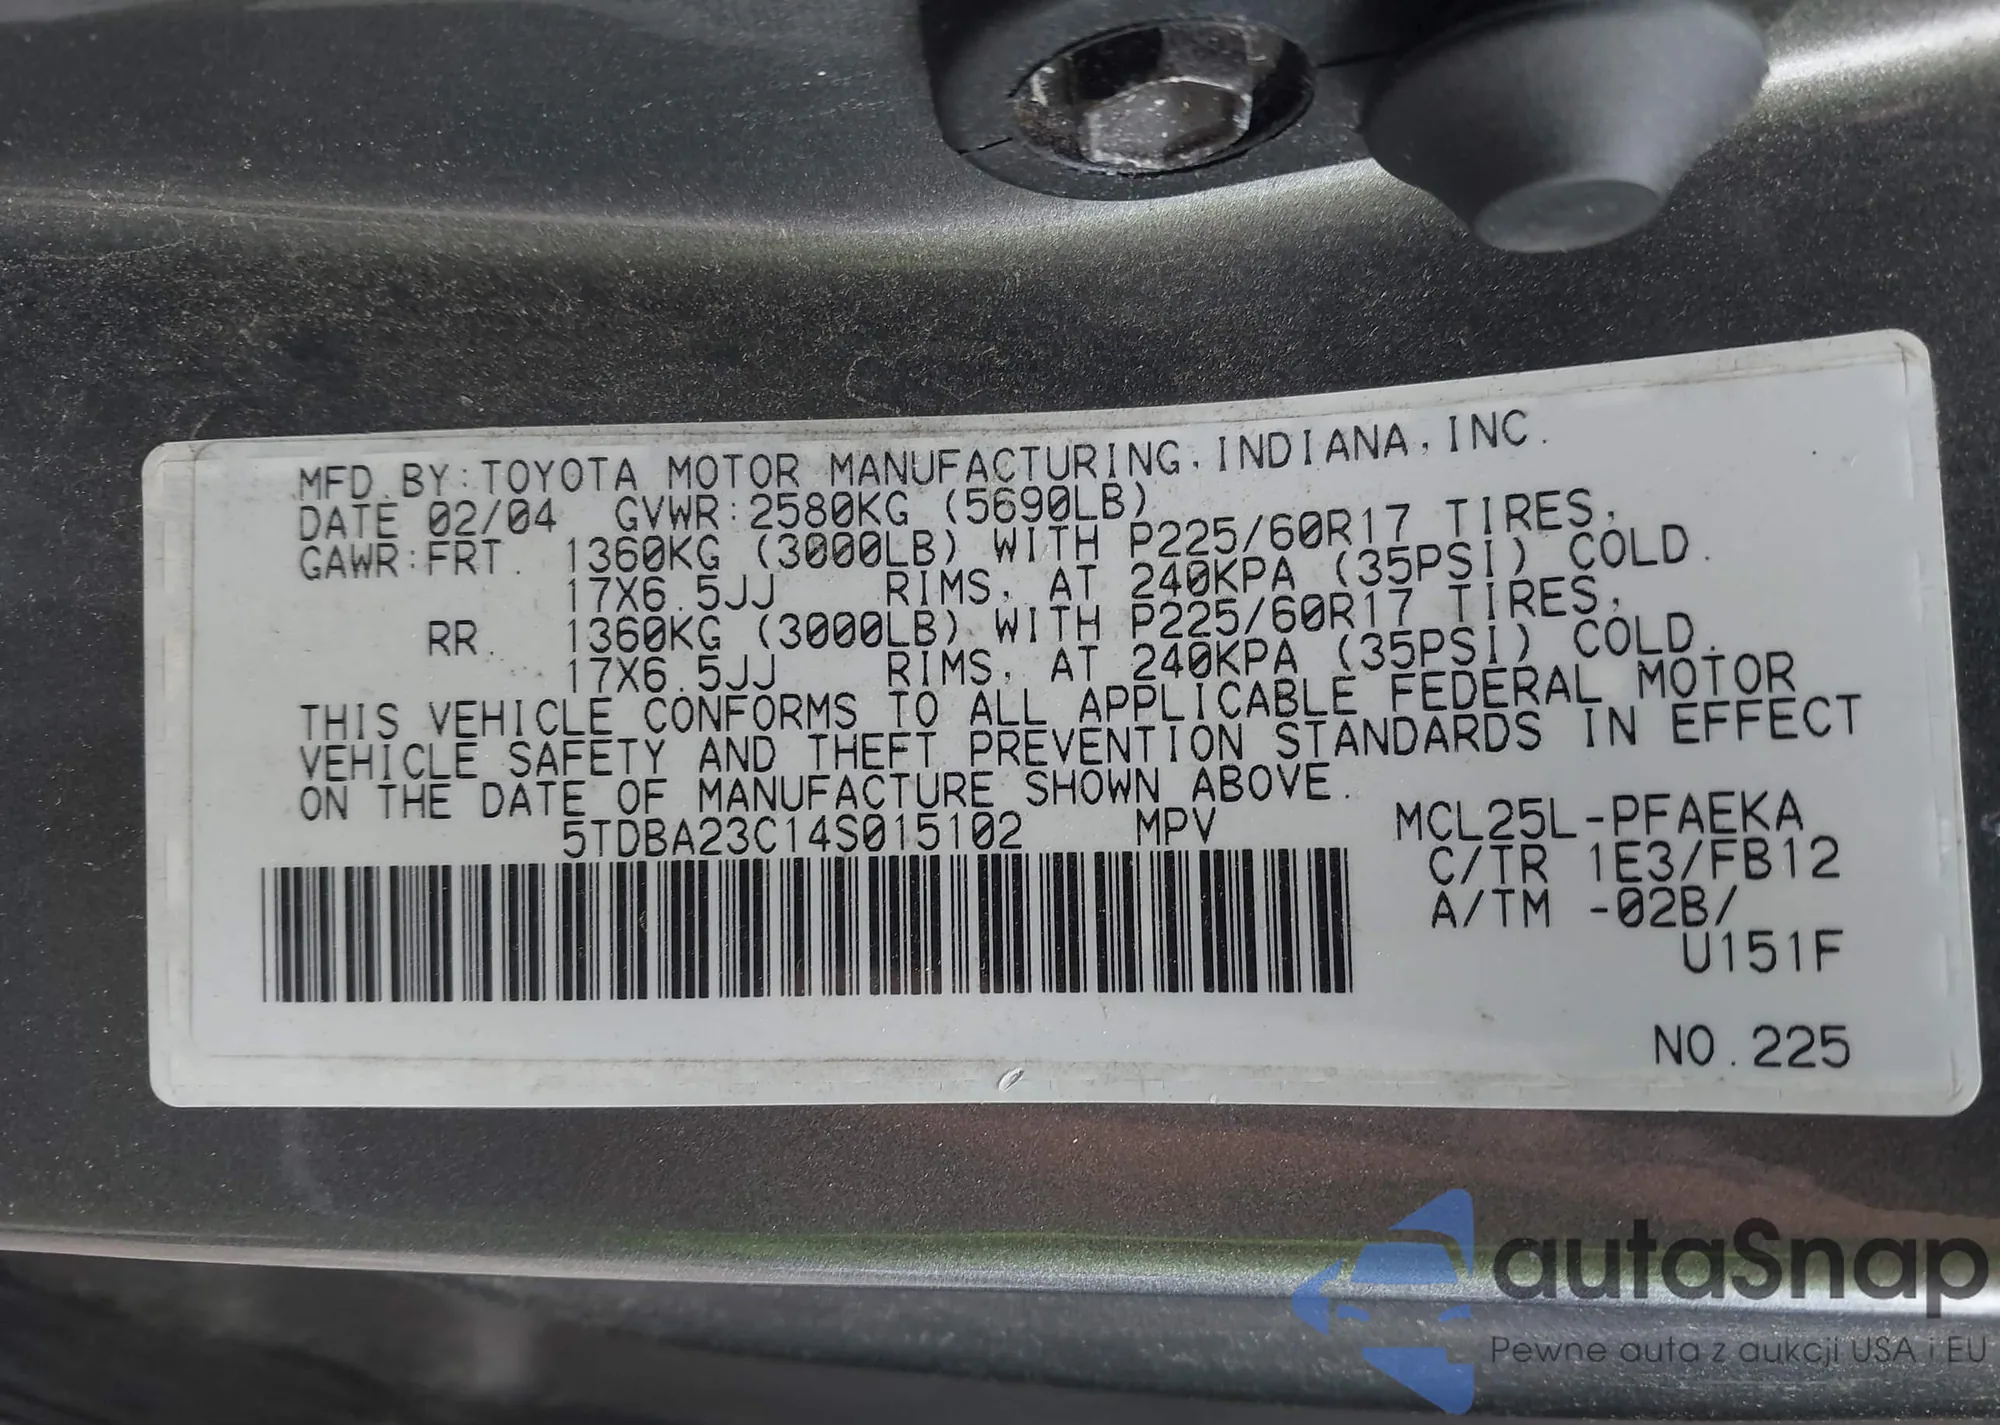 MFD.BY:TOYOTA MOTOR MANUFACTURING,INDIANA,INC.
DATE 02/04 GVWR:2580KG (5690LB)
GAWR:FRT. 1360KG (3000LB) WITH P225/60R17 TIRES,
17X6.5JJ RIMS, AT 240KPA (35PSI) COLD.
RR. 1360KG (3000LB) WITH P225/60R17 TIRES,
17X6.5JJ RIMS, AT 240KPA (35PSI) COLD.
THIS VEHICLE CONFORMS TO ALL APPLICABLE FEDERAL MOTOR
VEHICLE SAFETY AND THEFT PREVENTION STANDARDS IN EFFECT
ON THE DATE OF MANUFACTURE SHOWN ABOVE.
5TDBA23C14S015102 MPV MCL25L-PFAEKA
C/TR 1E3/FB12
A/TM -02B/
U151F
NO.225
autaSnap
Pewne auta z aukcji USA i EU